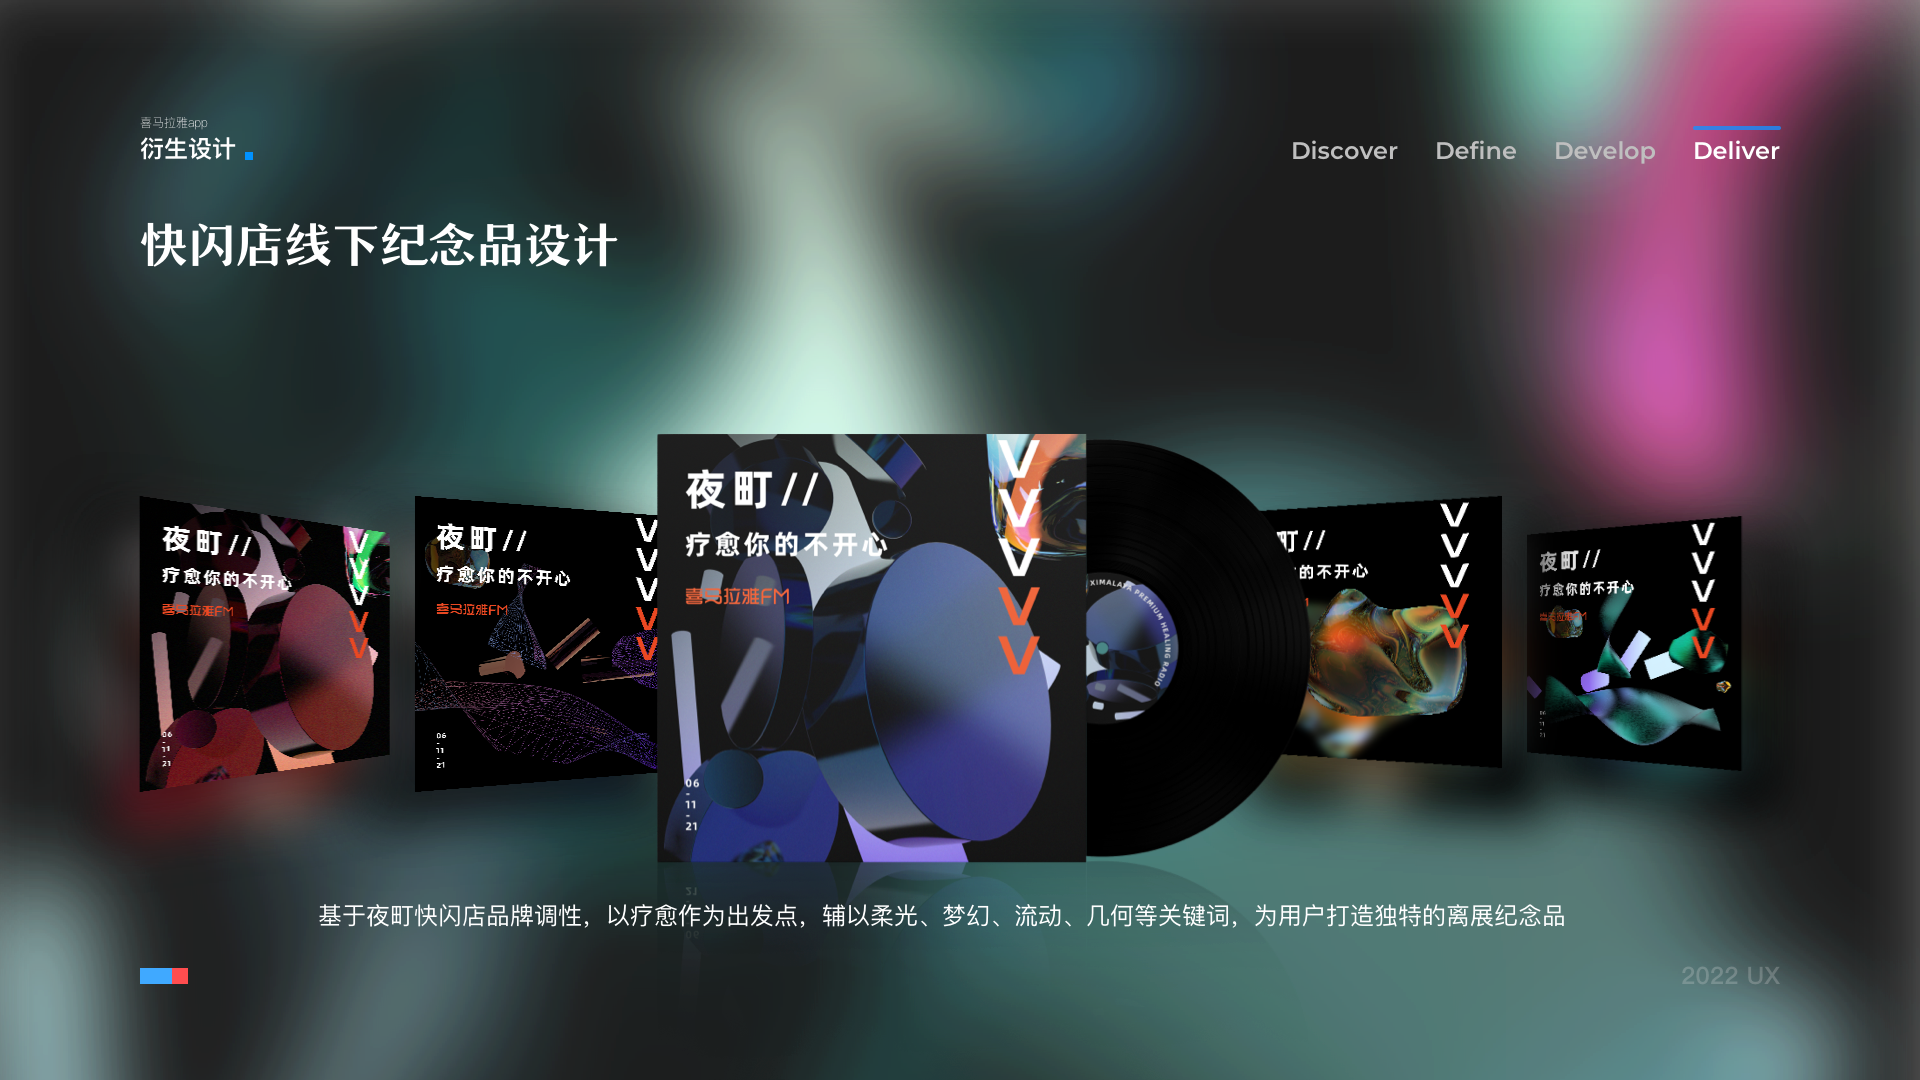 喜马拉雅app
衍生设计
Discover
Define
Develop
Deliver
快闪店线下纪念品设计
夜町//
疗愈你的不开心
喜马拉雅FM
V
V
V
V
V
06
-
11
-
21
夜町//
疗愈你的不开心
喜马拉雅FM
V
V
V
V
V
06
-
11
-
21
夜町//
疗愈你的不开心
喜马拉雅FM
V
V
V
V
V
06
-
11
-
21
XIMALAYA PREMIUM HEALING RADIO
町//
的不开心
V
V
V
V
V
夜町//
疗愈你的不开心
喜马拉雅FM
V
V
V
V
V
06
-
11
-
21
基于夜町快闪店品牌调性，以疗愈作为出发点，辅以柔光、梦幻、流动、几何等关键词，为用户打造独特的离展纪念品
2022 UX